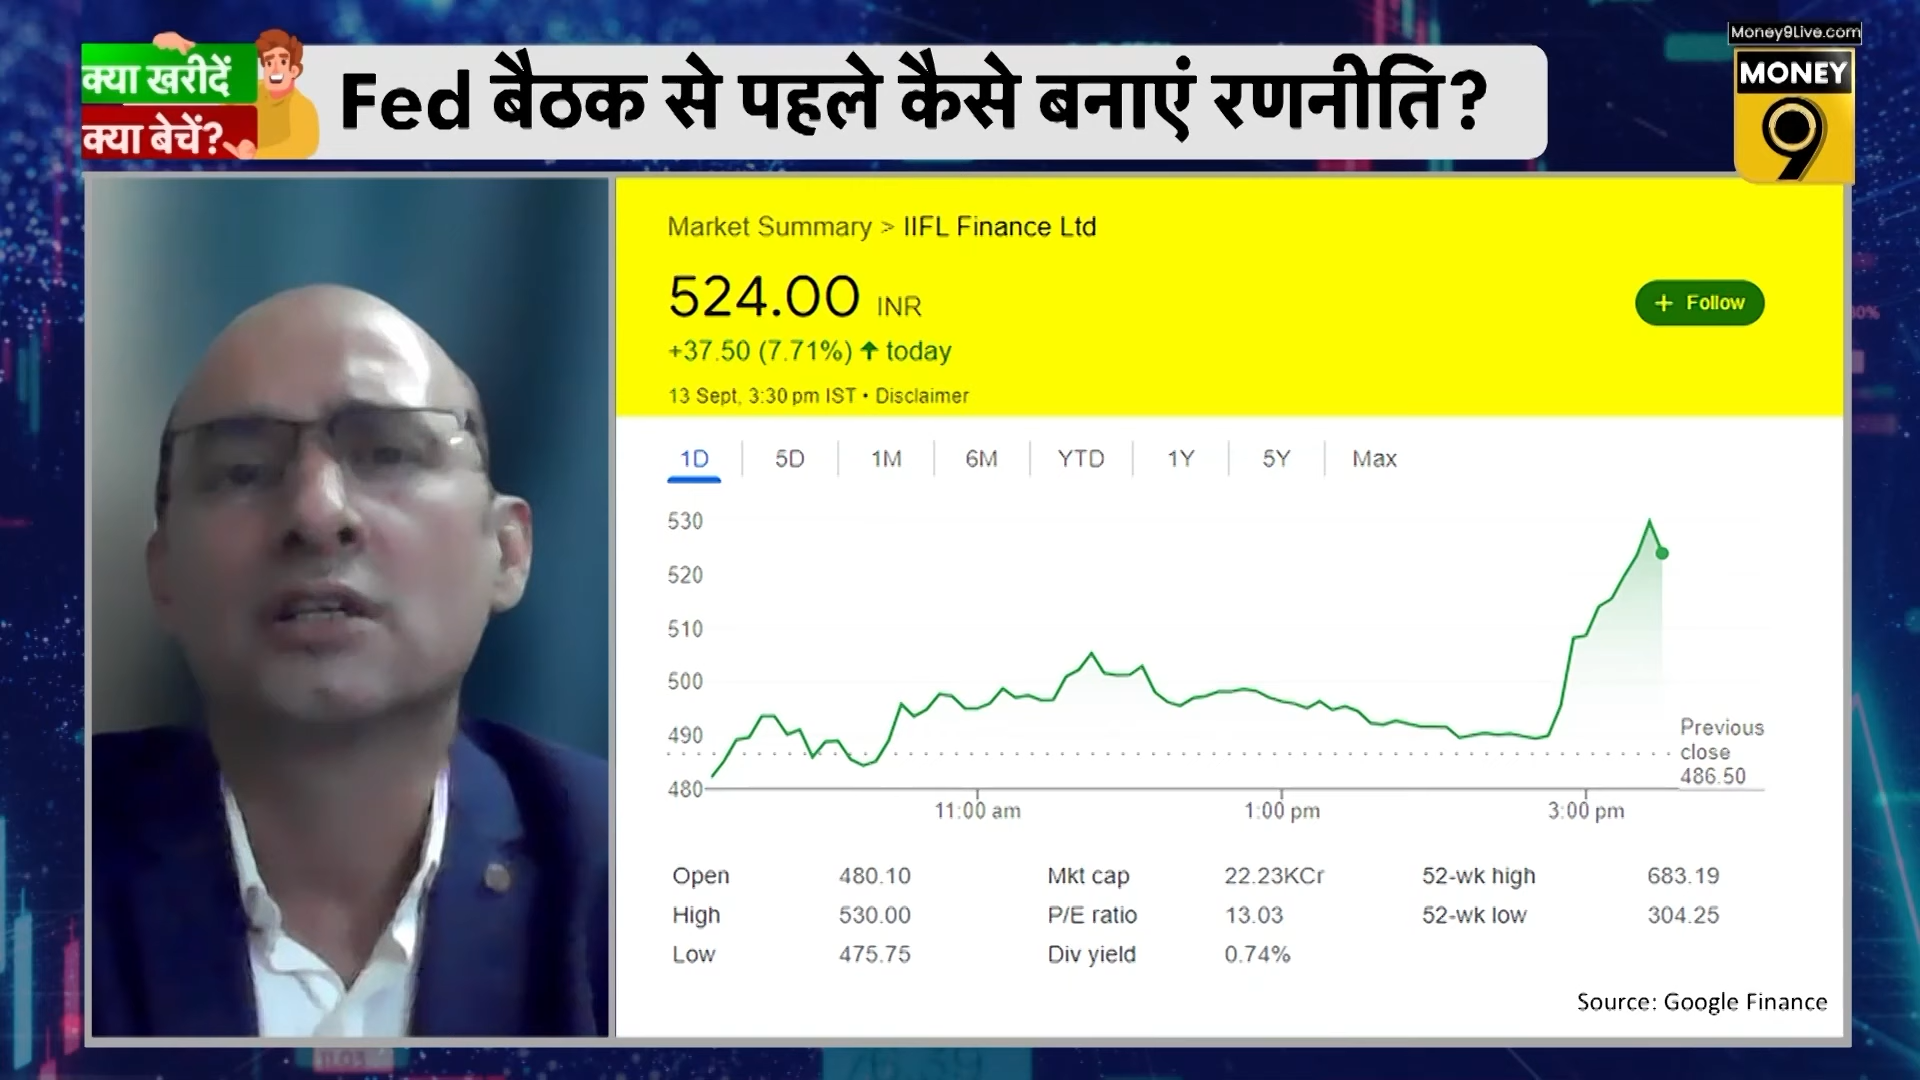 Money9Live.com
MONEY
9
क्या खरीदें
क्या बेचें?
Fed बैठक से पहले कैसे बनाएं रणनीति?
Market Summary > IIFL Finance Ltd
524.00 INR
+ Follow
+37.50 (7.71%) ↑ today
13 Sept, 3:30 pm IST • Disclaimer
1D 5D 1M 6M YTD 1Y 5Y Max
530
520
510
500
490
480
Previous
close
486.50
11:00 am 1:00 pm 3:00 pm
Open 480.10 Mkt cap 22.23KCr 52-wk high 683.19
High 530.00 P/E ratio 13.03 52-wk low 304.25
Low 475.75 Div yield 0.74%
Source: Google Finance